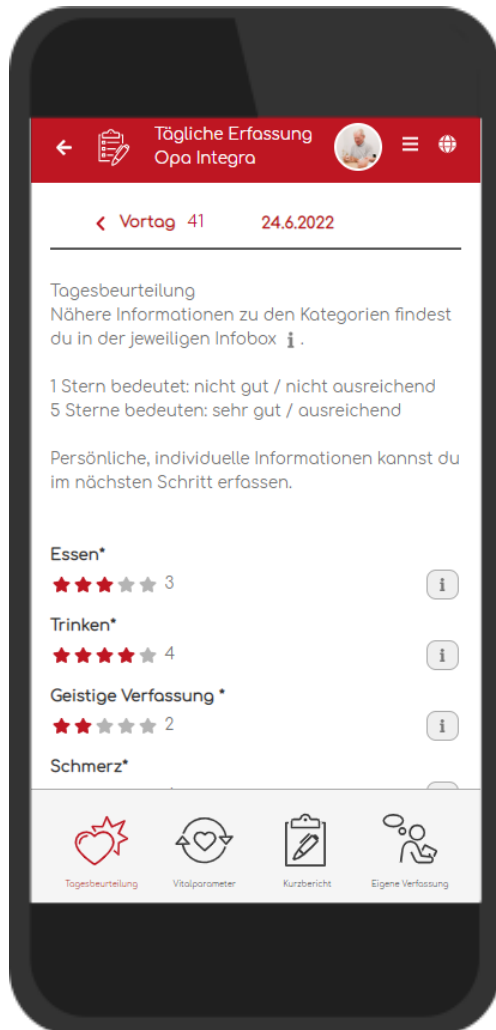 Tägliche Erfassung
Opa Integra
Vortag 41 24.6.2022
Tagesbeurteilung
Nähere Informationen zu den Kategorien findest
du in der jeweiligen Infobox i .
1 Stern bedeutet: nicht gut / nicht ausreichend
5 Sterne bedeuten: sehr gut / ausreichend
Persönliche, individuelle Informationen kannst du
im nächsten Schritt erfassen.
Essen*
3 i
Trinken*
4 i
Geistige Verfassung *
2 i
Schmerz*
Tagesbeurteilung Vitalparameter Kurzbericht Eigene Verfassung